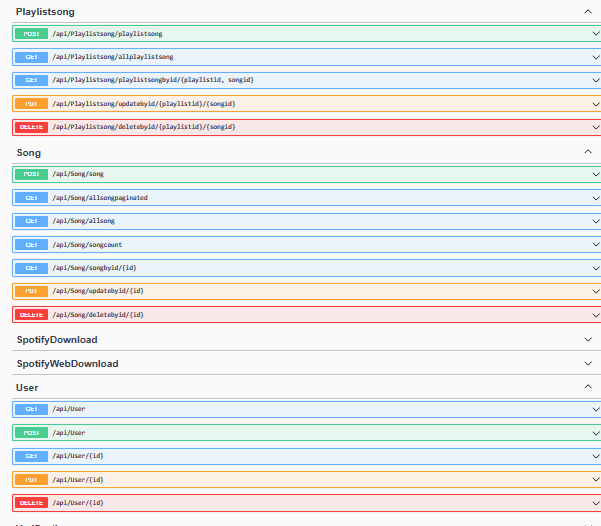 Playlistsong
POST /api/Playlistsong/playlistsong
GET /api/Playlistsong/allplaylistsong
GET /api/Playlistsong/playlistsongbyid/{playlistid, songid}
PUT /api/Playlistsong/updatebyid/{playlistid}/{songid}
DELETE /api/Playlistsong/deletebyid/{playlistid}/{songid}
Song
POST /api/Song/song
GET /api/Song/allsongpaginated
GET /api/Song/allsong
GET /api/Song/songcount
GET /api/Song/songbyid/{id}
PUT /api/Song/updatebyid/{id}
DELETE /api/Song/deletebyid/{id}
SpotifyDownload
SpotifyWebDownload
User
GET /api/User
POST /api/User
GET /api/User/{id}
PUT /api/User/{id}
DELETE /api/User/{id}